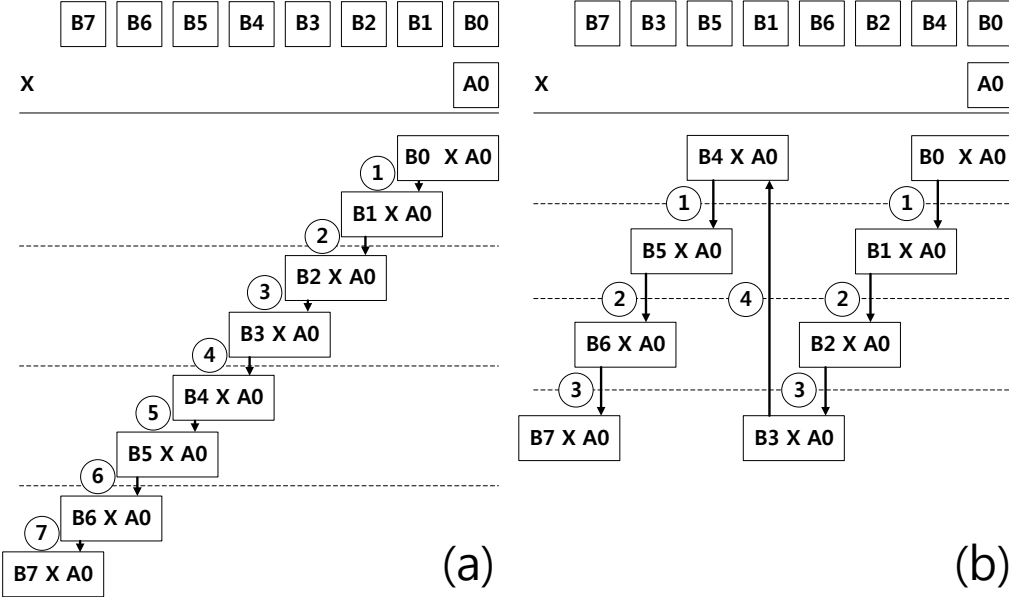 B7 B6 B5 B4 B3 B2 B1 B0
X A0
B0 X A0
1
B1 X A0
2
B2 X A0
3
B3 X A0
4
B4 X A0
5
B5 X A0
6
B6 X A0
7
B7 X A0
(a)
B7 B3 B5 B1 B6 B2 B4 B0
X A0
B4 X A0 B0 X A0
1 1
B5 X A0 B1 X A0
2 4 2
B6 X A0 B2 X A0
3 3
B7 X A0 B3 X A0
(b)